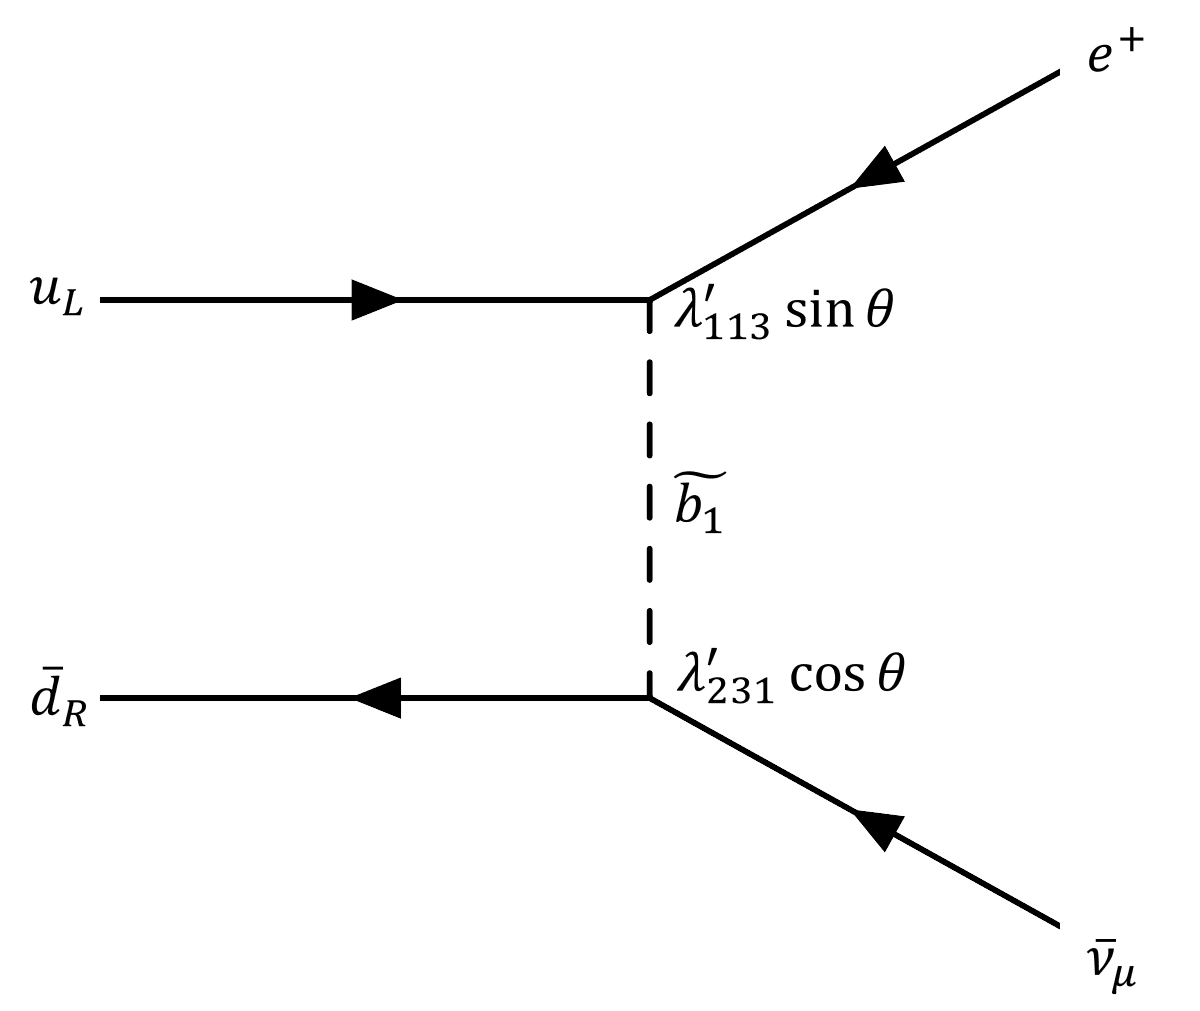 e⁺
u_L
λ′₁₁₃ sin θ
b̃₁
d̄_R
λ′₂₃₁ cos θ
ν̄_μ